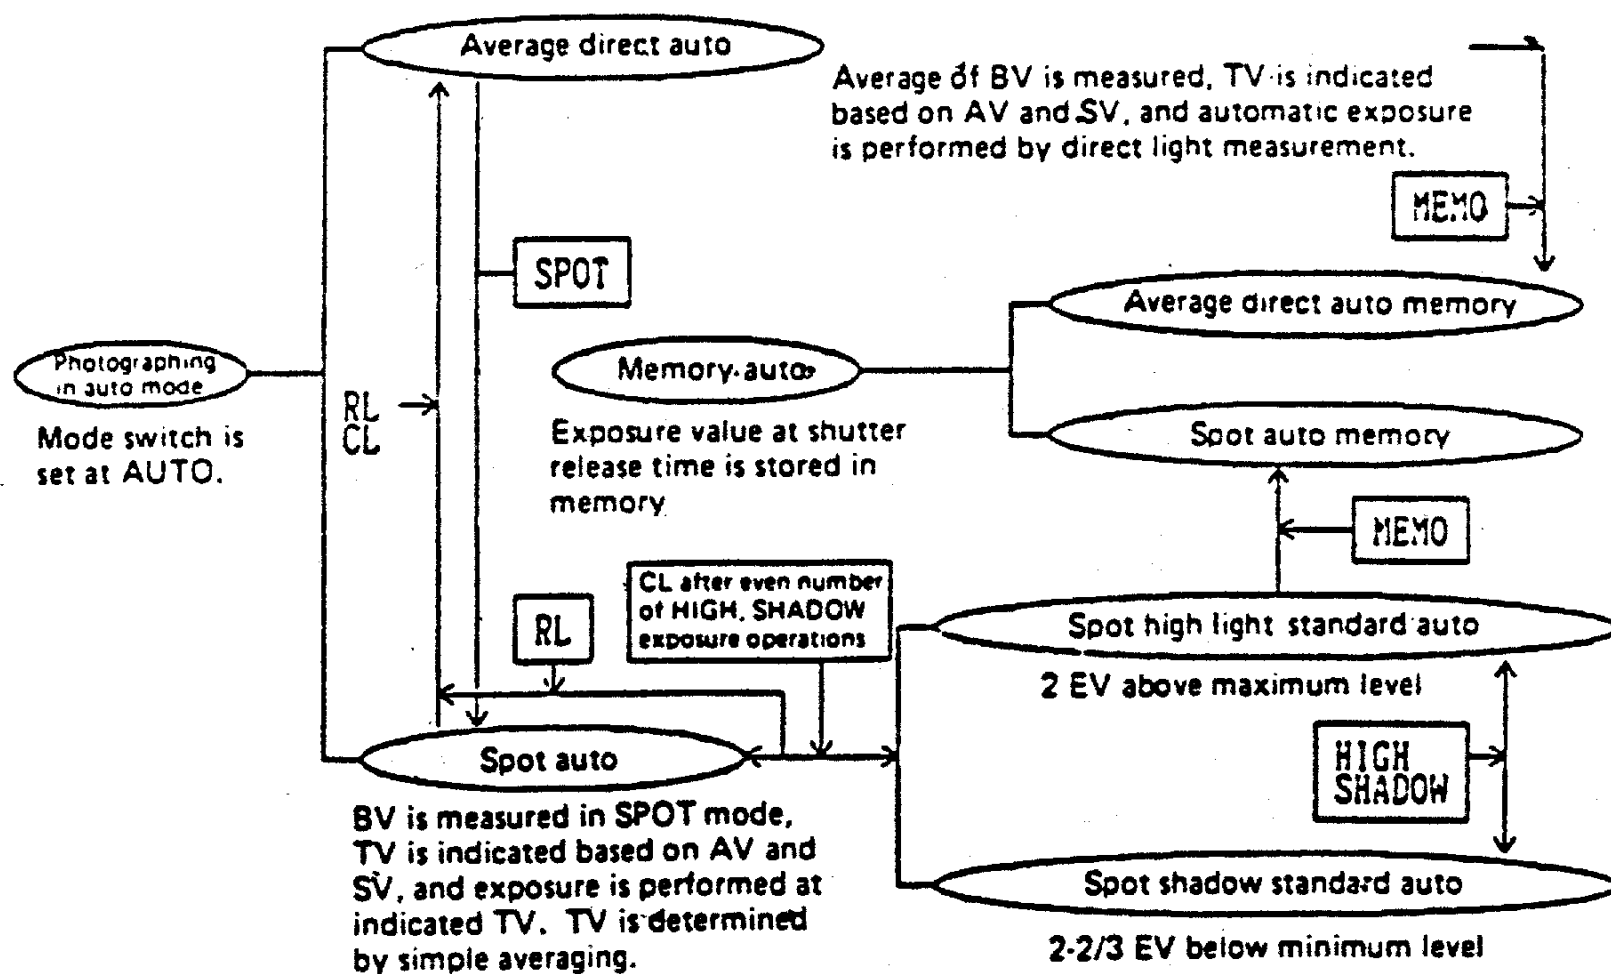 Average direct auto
Average of BV is measured, TV is indicated
based on AV and SV, and automatic exposure
is performed by direct light measurement.
MEMO
SPOT
Average direct auto memory
Photographing
in auto mode
Memory auto
RL
CL
Mode switch is
set at AUTO.
Exposure value at shutter
release time is stored in
memory
Spot auto memory
MEMO
CL after even number
of HIGH, SHADOW
exposure operations
RL
Spot high light standard auto
2 EV above maximum level
HIGH
SHADOW
Spot auto
BV is measured in SPOT mode,
TV is indicated based on AV and
SV, and exposure is performed at
indicated TV. TV is determined
by simple averaging.
Spot shadow standard auto
2-2/3 EV below minimum level